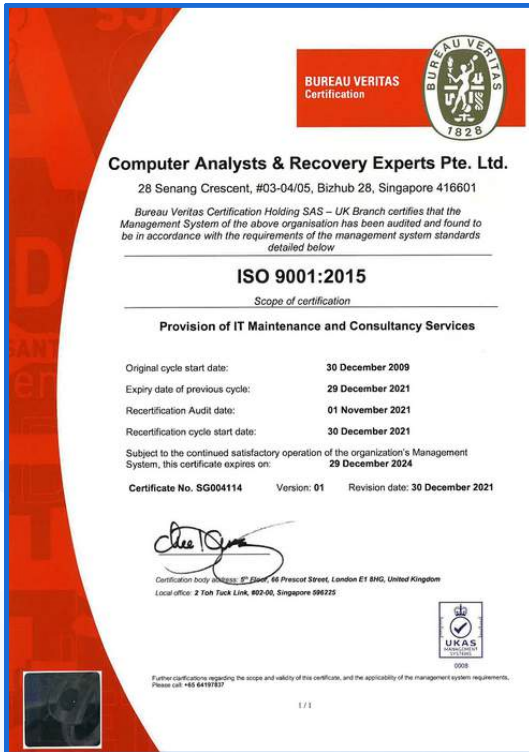 BUREAU VERITAS
Certification
BUREAU VERITAS
1828
Computer Analysts & Recovery Experts Pte. Ltd.
28 Senang Crescent, #03-04/05, Bizhub 28, Singapore 416601
Bureau Veritas Certification Holding SAS – UK Branch certifies that the
Management System of the above organisation has been audited and found to
be in accordance with the requirements of the management system standards
detailed below
ISO 9001:2015
Scope of certification
Provision of IT Maintenance and Consultancy Services
Original cycle start date: 30 December 2009
Expiry date of previous cycle: 29 December 2021
Recertification Audit date: 01 November 2021
Recertification cycle start date: 30 December 2021
Subject to the continued satisfactory operation of the organization's Management
System, this certificate expires on: 29 December 2024
Certificate No. SG004114 Version: 01 Revision date: 30 December 2021
Certification body address: 5th Floor, 66 Prescot Street, London E1 8HG, United Kingdom
Local office: 2 Toh Tuck Link, #02-00, Singapore 596225
UKAS
MANAGEMENT
SYSTEMS
0008
Further clarifications regarding the scope and validity of this certificate, and the applicability of the management system requirements,
Please call: +65 64197837
1 / 1